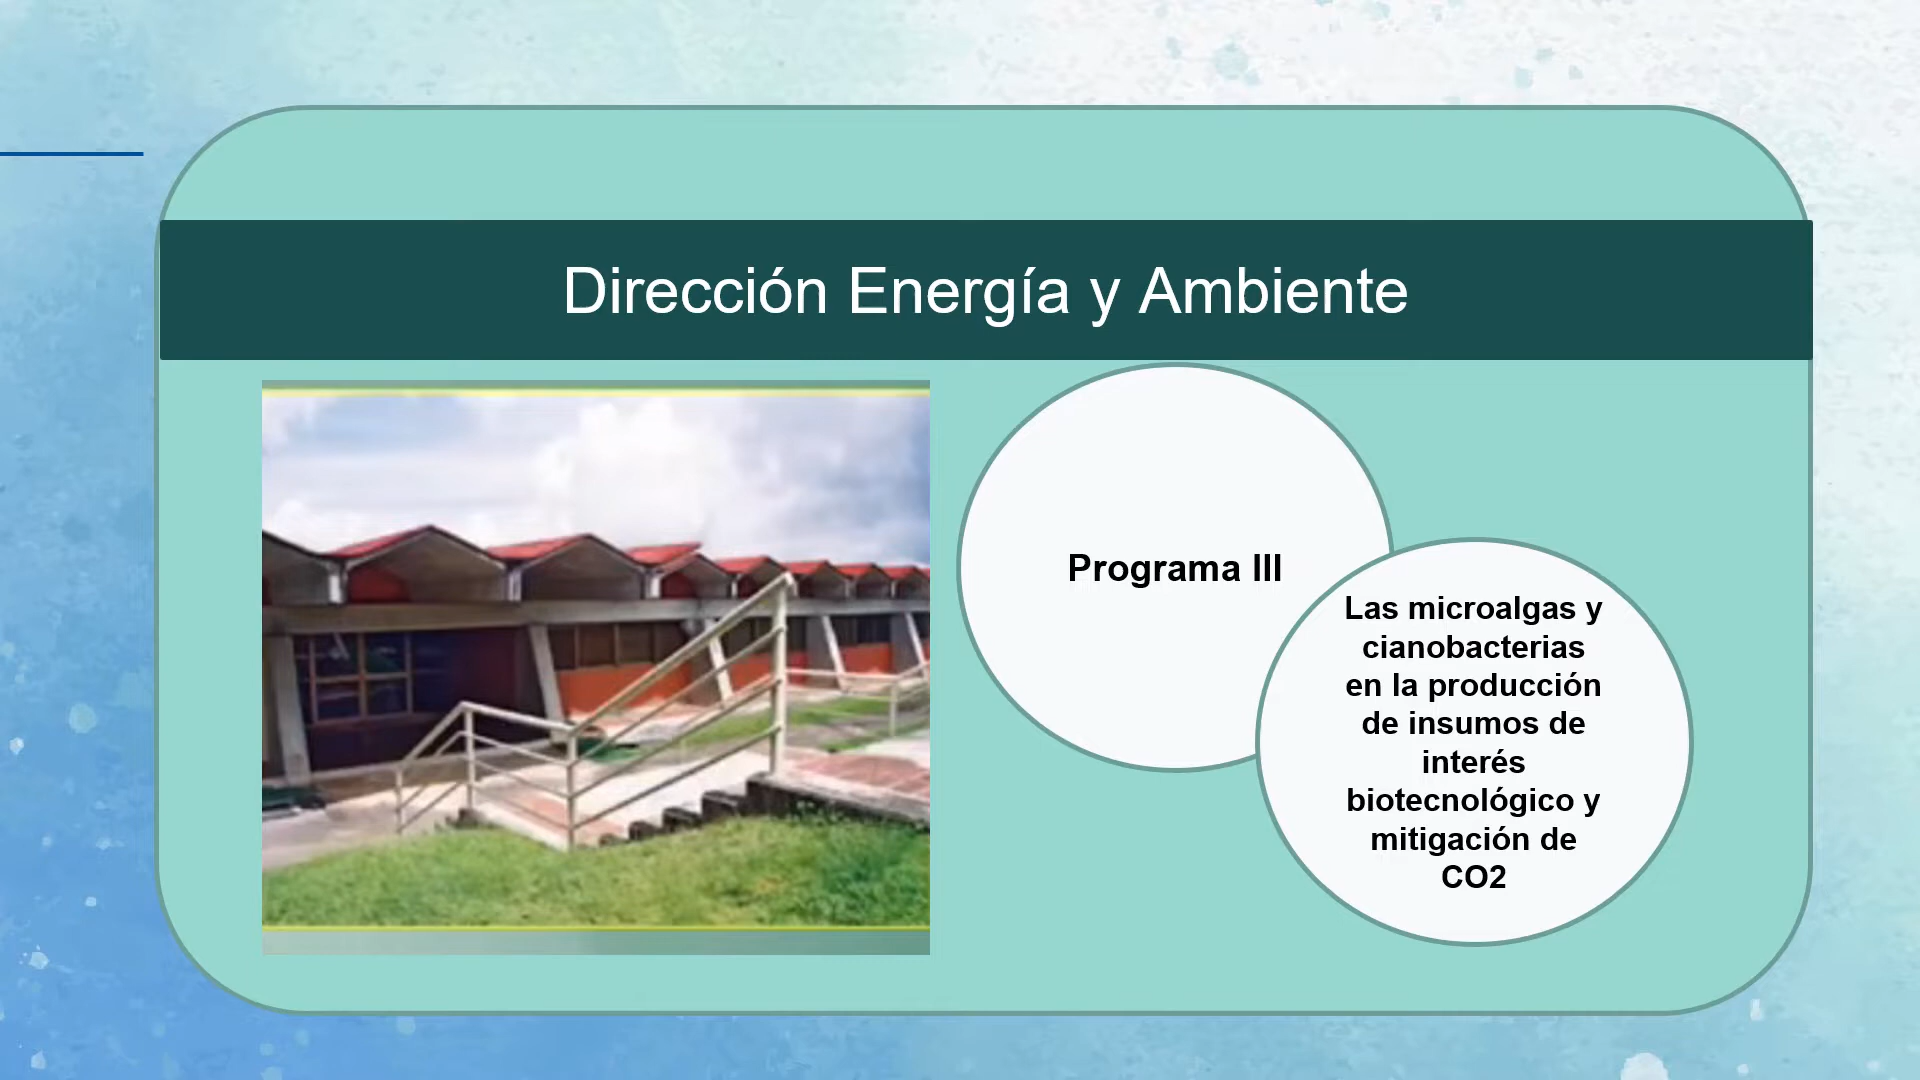 Dirección Energía y Ambiente
Programa III
Las microalgas y
cianobacterias
en la producción
de insumos de
interés
biotecnológico y
mitigación de
CO2